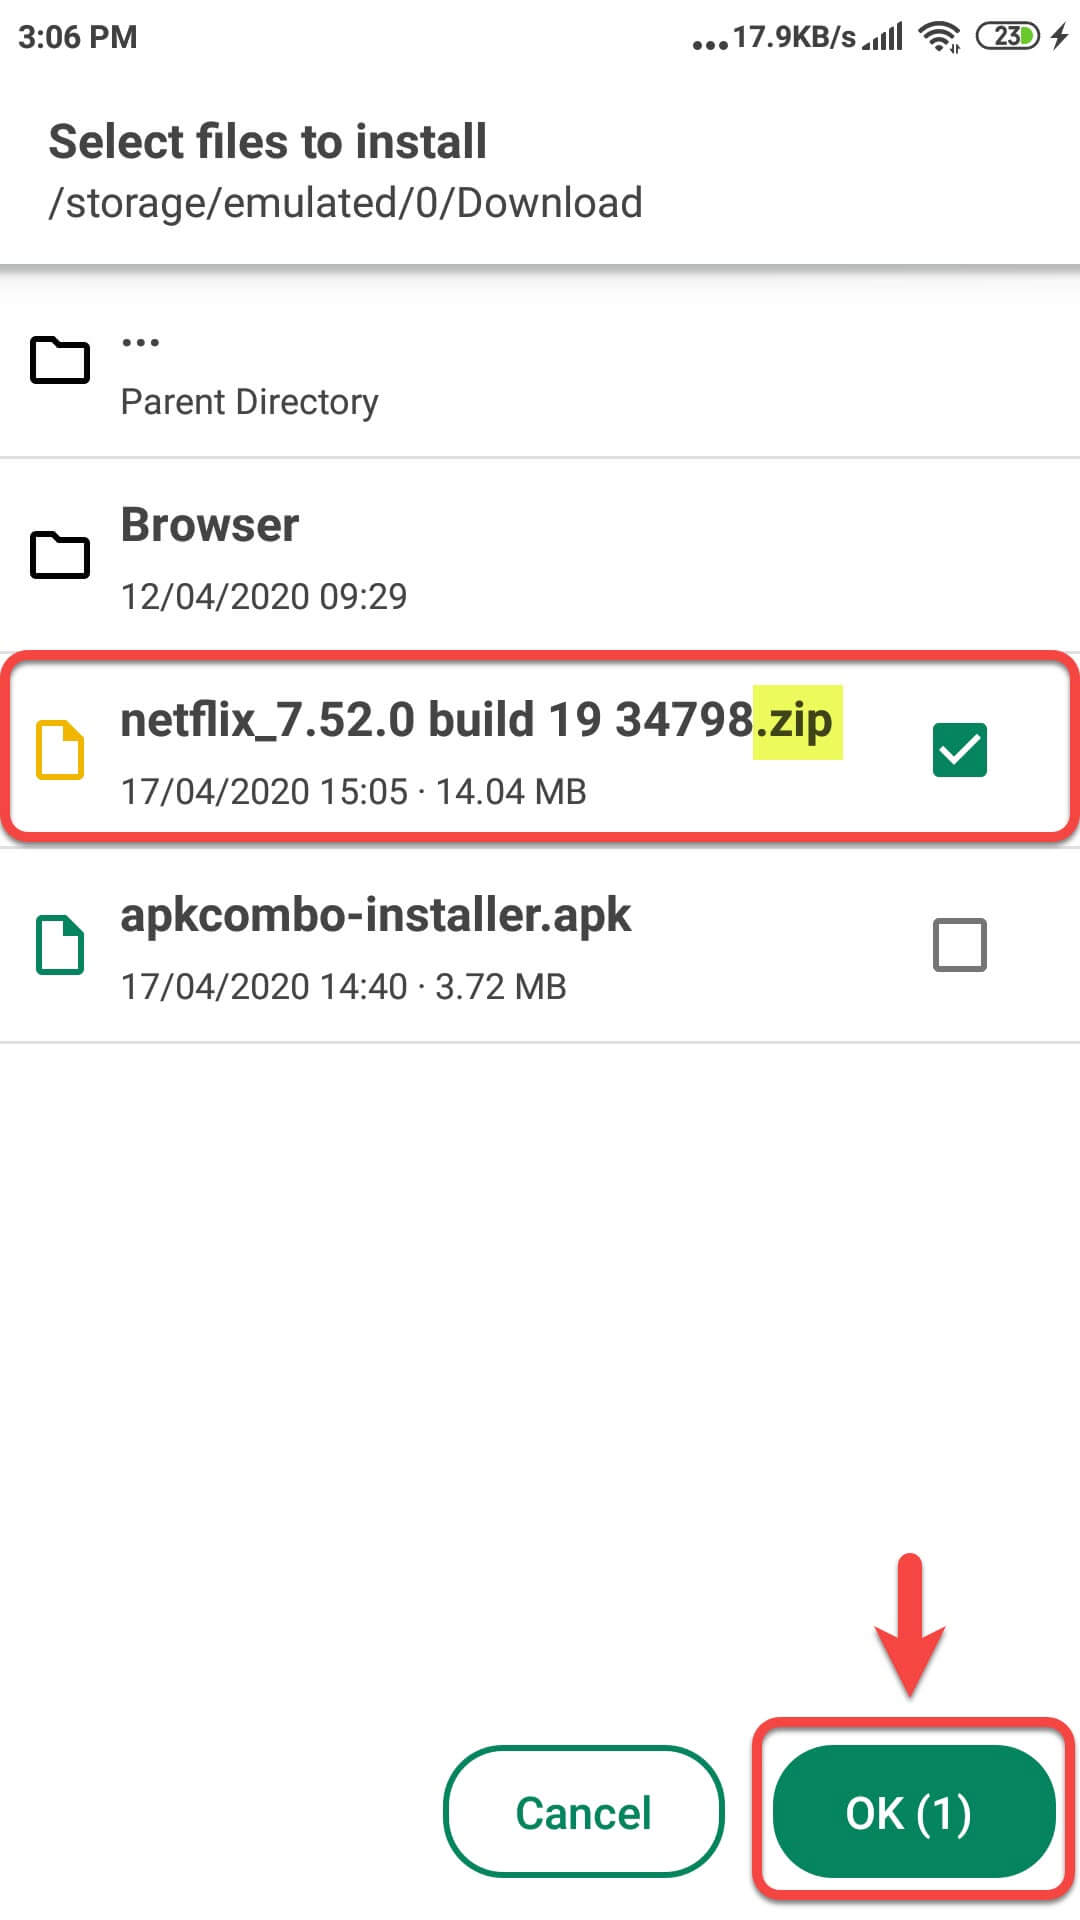 3:06 PM
...17.9KB/s 23
Select files to install
/storage/emulated/0/Download
...
Parent Directory
Browser
12/04/2020 09:29
netflix_7.52.0 build 19 34798.zip
17/04/2020 15:05 · 14.04 MB
apkcombo-installer.apk
17/04/2020 14:40 · 3.72 MB
Cancel
OK (1)